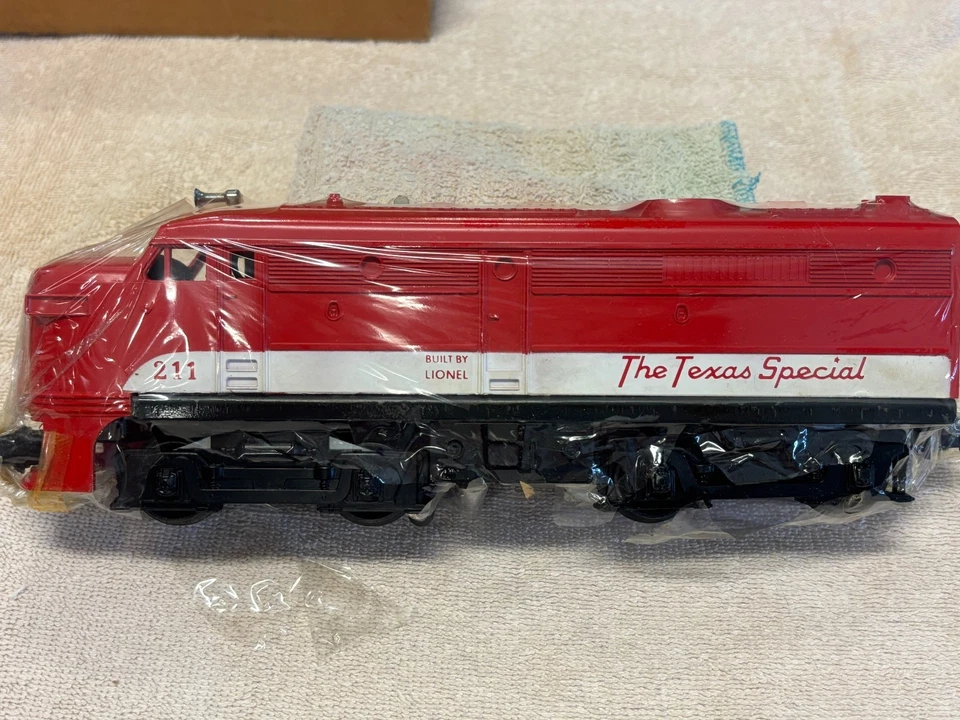 211
BUILT BY
LIONEL
The Texas Special